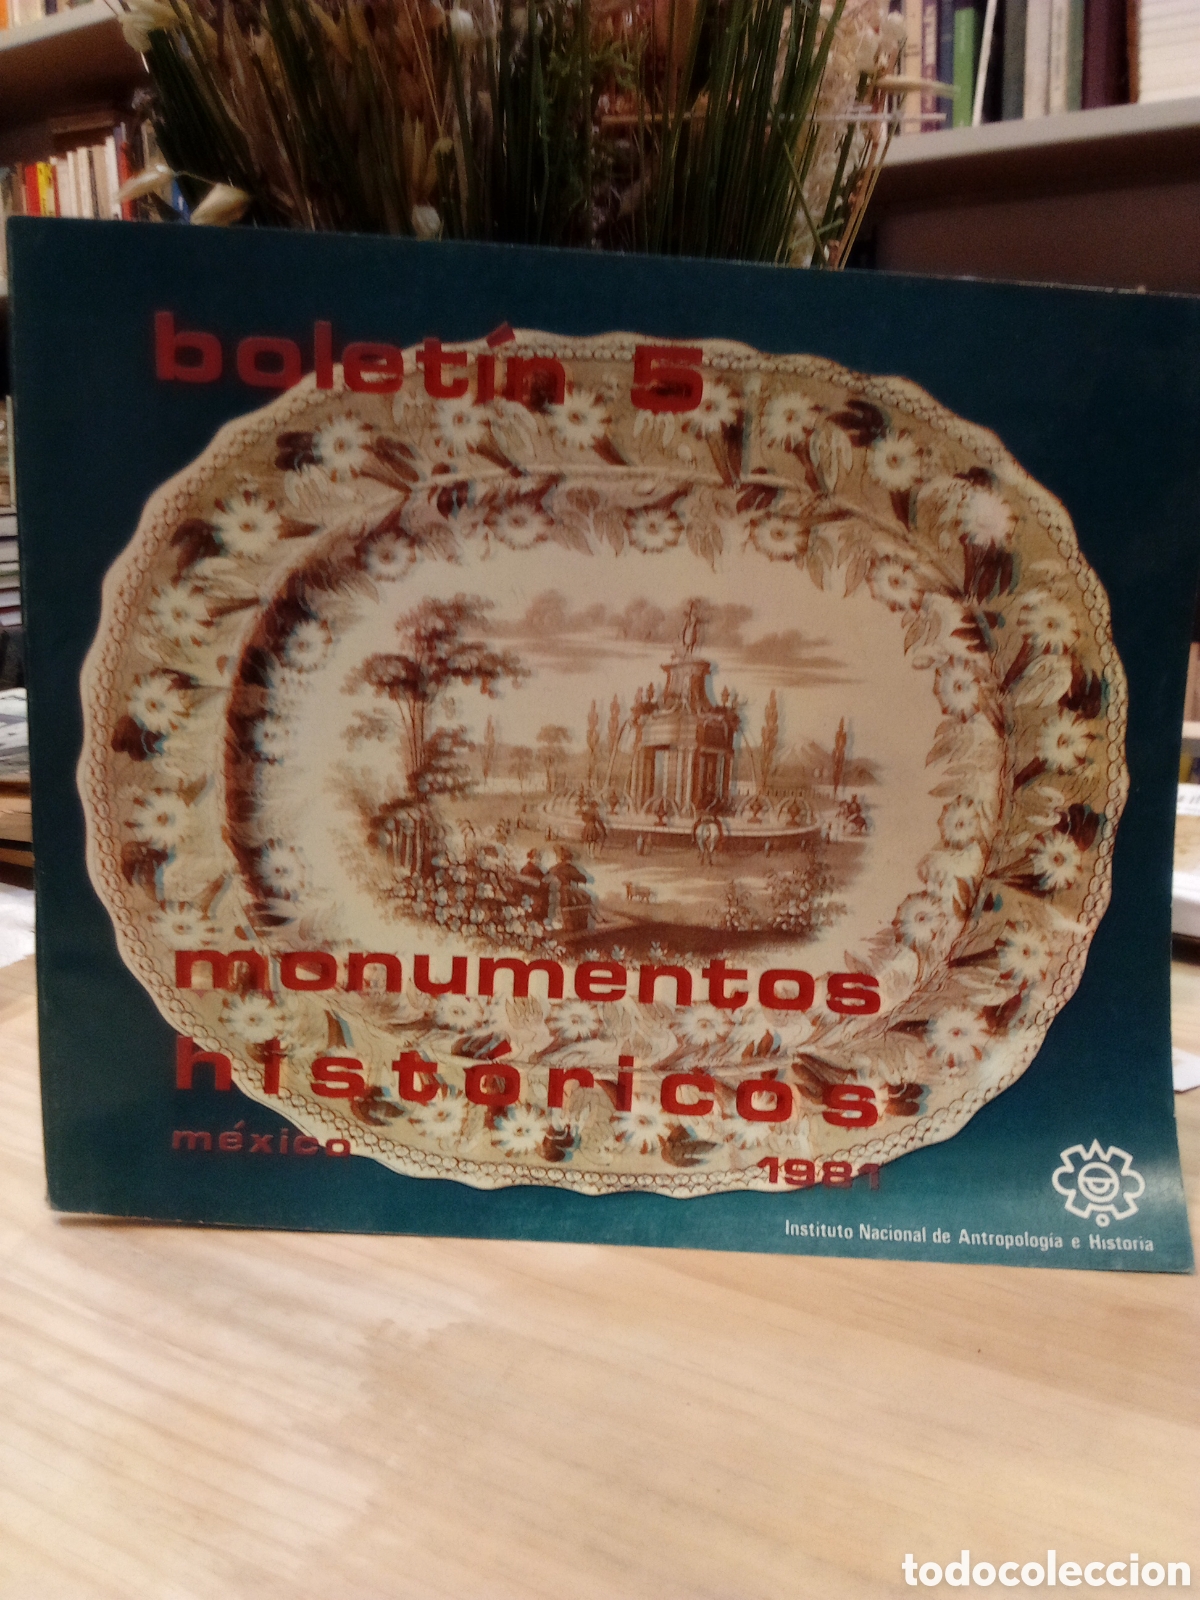 boletín 5
monumentos
históricos
méxico
1981
Instituto Nacional de Antropología e Historia
todocoleccion